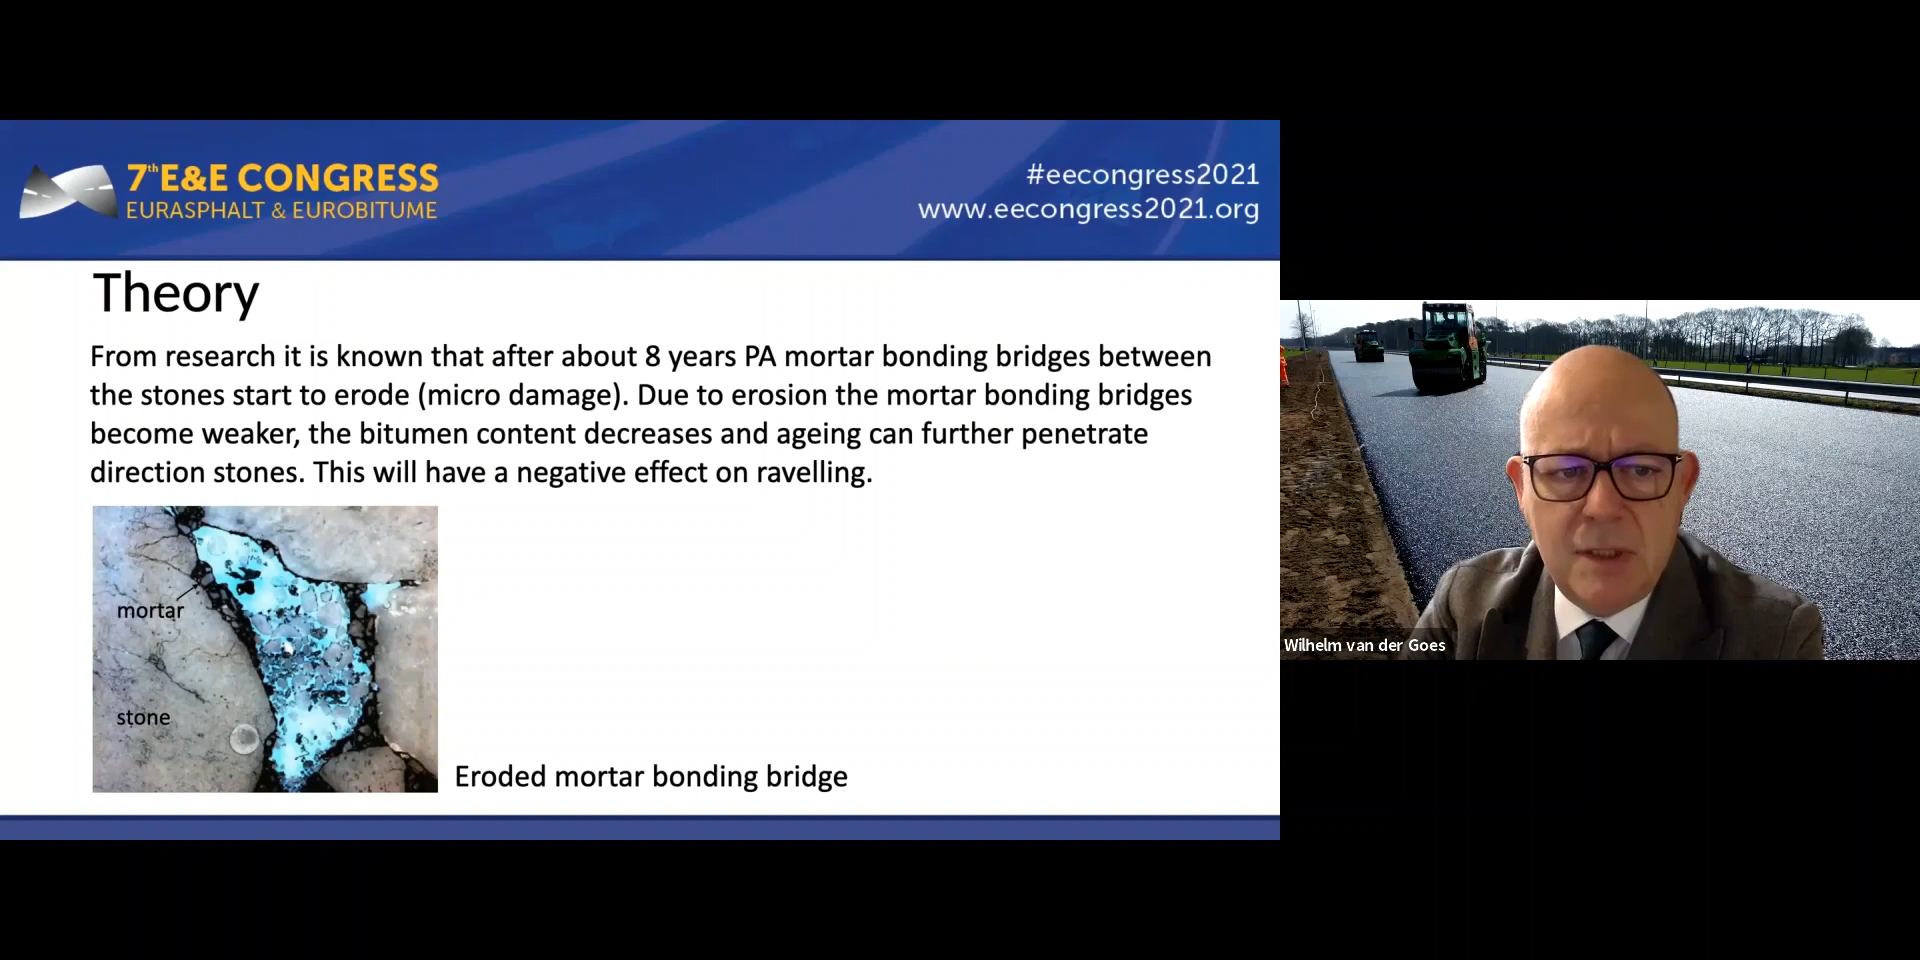 7th E&E CONGRESS
EURASPHALT & EUROBITUME
#eecongress2021
www.eecongress2021.org
Theory
From research it is known that after about 8 years PA mortar bonding bridges between
the stones start to erode (micro damage). Due to erosion the mortar bonding bridges
become weaker, the bitumen content decreases and ageing can further penetrate
direction stones. This will have a negative effect on ravelling.
mortar
stone
Eroded mortar bonding bridge
Wilhelm van der Goes